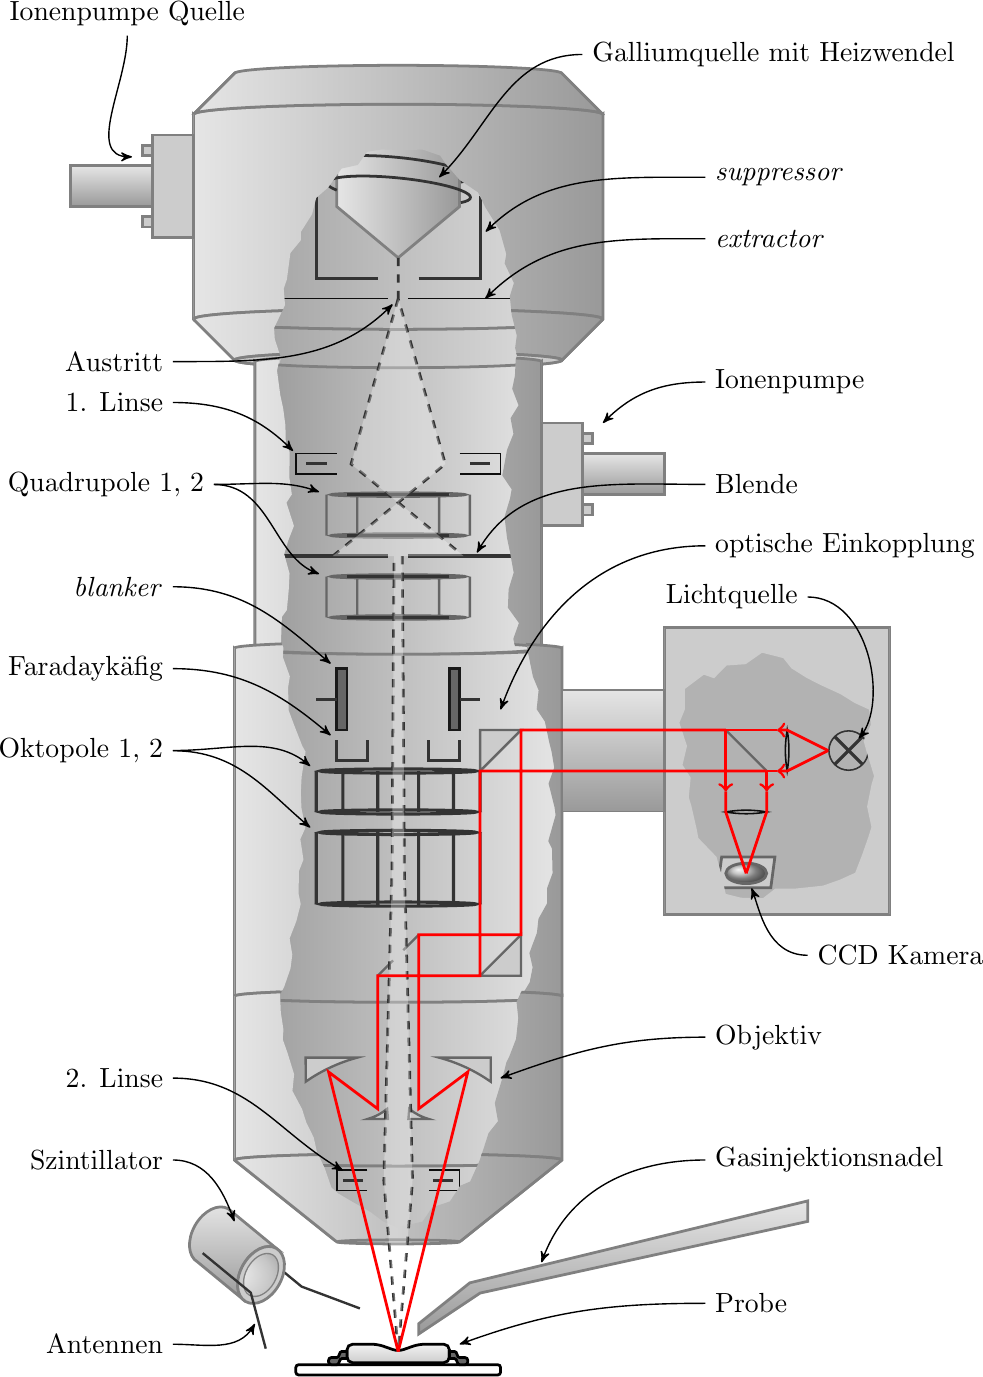 Ionenpumpe Quelle
Galliumquelle mit Heizwendel
suppressor
extractor
Austritt
Ionenpumpe
1. Linse
Quadrupole 1, 2
Blende
optische Einkopplung
blanker
Lichtquelle
Faradaykäfig
Oktopole 1, 2
CCD Kamera
Objektiv
2. Linse
Szintillator
Gasinjektionsnadel
Probe
Antennen